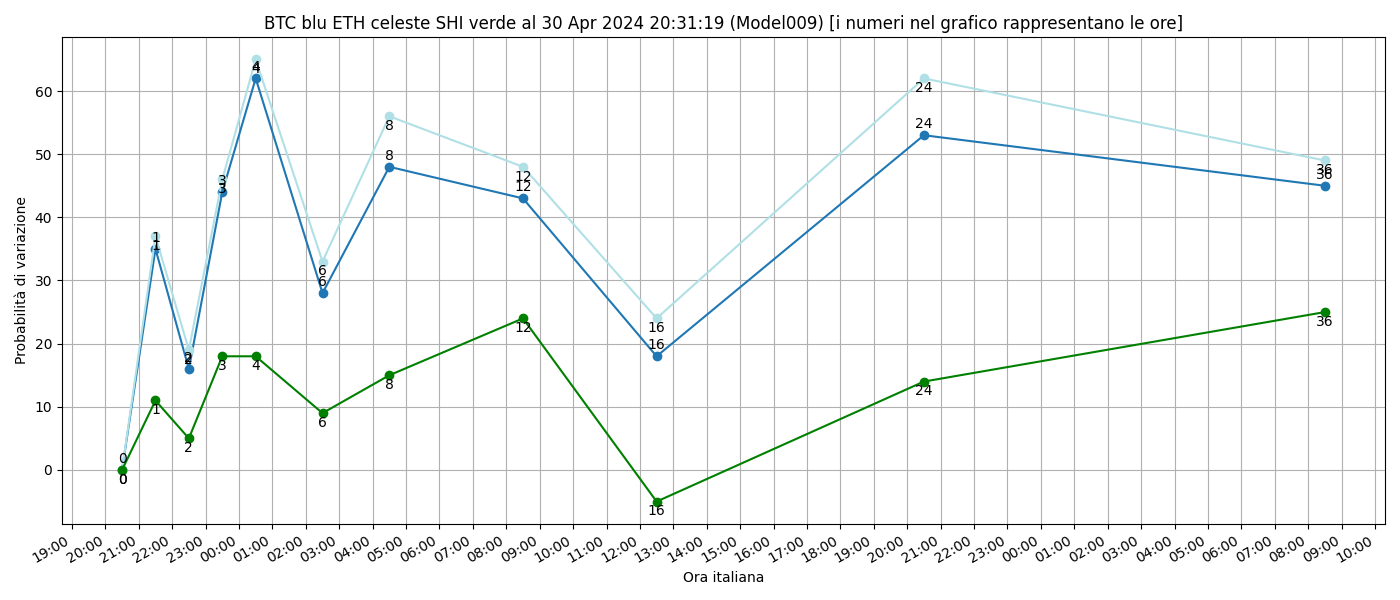 BTC blu ETH celeste SHI verde al 30 Apr 2024 20:31:19 (Model009) [i numeri nel grafico rappresentano le ore]
Probabilità di variazione
60
50
40
30
20
10
0
0 1 2 3 4 6 8 12 16 24 36
0 1 2 3 4 6 8 12 16 24 36
0 1 2 3 4 6 8 12 16 24 36
19:00 20:00 21:00 22:00 23:00 00:00 01:00 02:00 03:00 04:00 05:00 06:00 07:00 08:00 09:00 10:00 11:00 12:00 13:00 14:00 15:00 16:00 17:00 18:00 19:00 20:00 21:00 22:00 23:00 00:00 01:00 02:00 03:00 04:00 05:00 06:00 07:00 08:00 09:00 10:00
Ora italiana